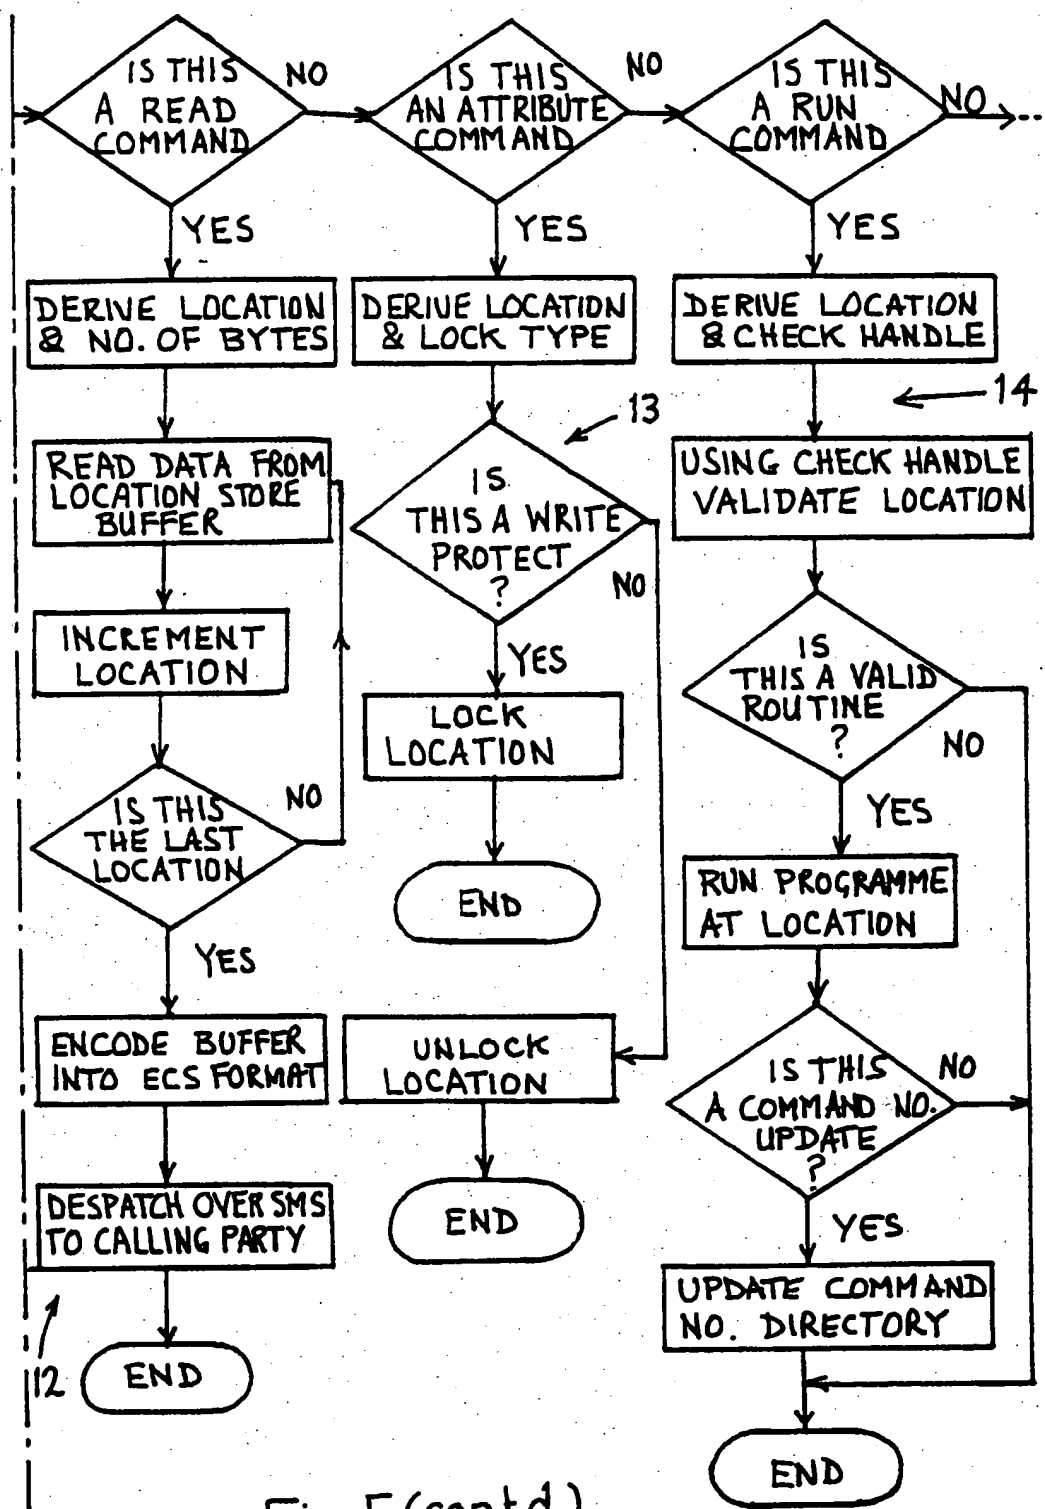 IS THIS
A READ
COMMAND
NO
YES
DERIVE LOCATION
& NO. OF BYTES
READ DATA FROM
LOCATION STORE
BUFFER
INCREMENT
LOCATION
IS THIS
THE LAST
LOCATION
NO
YES
ENCODE BUFFER
INTO ECS FORMAT
DESPATCH OVER SMS
TO CALLING PARTY
12
END
IS THIS
AN ATTRIBUTE
COMMAND
NO
YES
DERIVE LOCATION
& LOCK TYPE
13
IS
THIS A WRITE
PROTECT
?
NO
YES
LOCK
LOCATION
END
UNLOCK
LOCATION
END
IS THIS
A RUN
COMMAND
NO
YES
DERIVE LOCATION
& CHECK HANDLE
14
USING CHECK HANDLE
VALIDATE LOCATION
IS
THIS A VALID
ROUTINE
?
NO
YES
RUN PROGRAMME
AT LOCATION
IS THIS
A COMMAND NO.
UPDATE
?
NO
YES
UPDATE COMMAND
NO. DIRECTORY
END
Fig. 5 (contd.)